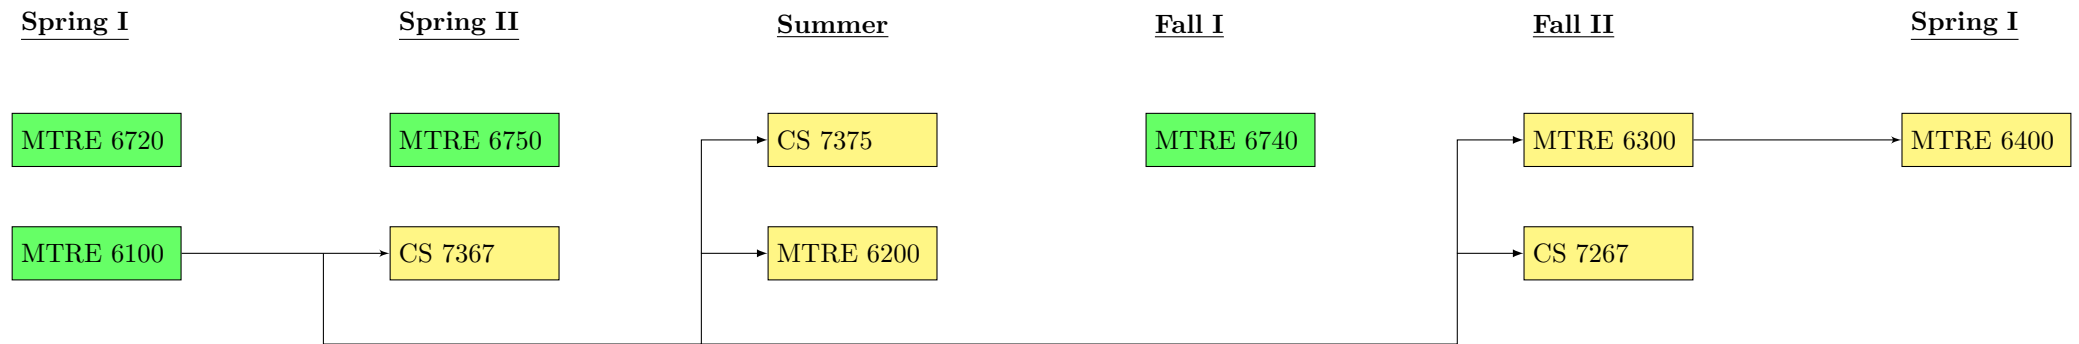 Spring I Spring II Summer Fall I Fall II Spring I
MTRE 6720 MTRE 6750 CS 7375 MTRE 6740 MTRE 6300 MTRE 6400
MTRE 6100 CS 7367 MTRE 6200 CS 7267